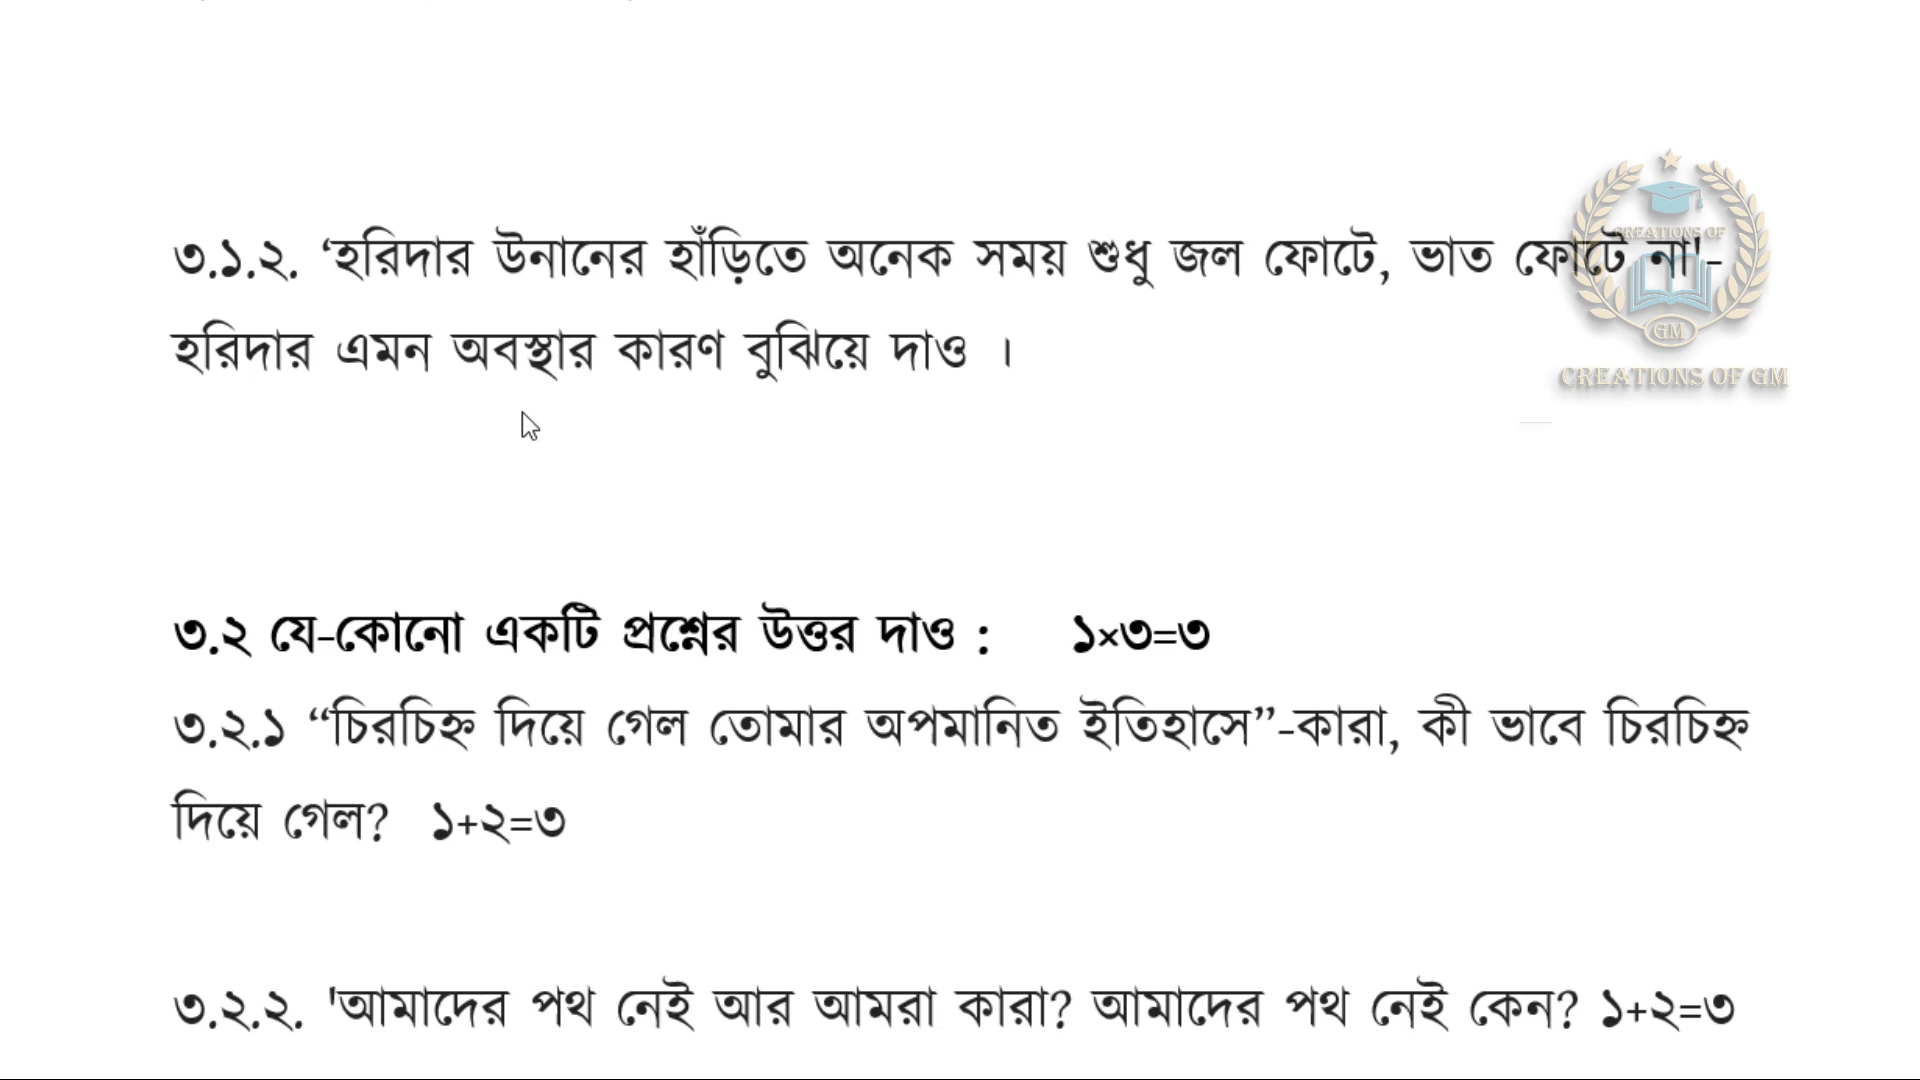 ৩.১.২. ‘হরিদার উনানের হাঁড়িতে অনেক সময় শুধু জল ফোটে, ভাত ফোটে না'-
হরিদার এমন অবস্থার কারণ বুঝিয়ে দাও ।
CREATIONS OF
GM
CREATIONS OF GM
৩.২ যে-কোনো একটি প্রশ্নের উত্তর দাও : ১×৩=৩
৩.২.১ “চিরচিহ্ন দিয়ে গেল তোমার অপমানিত ইতিহাসে”-কারা, কী ভাবে চিরচিহ্ন
দিয়ে গেল? ১+২=৩
৩.২.২. 'আমাদের পথ নেই আর আমরা কারা? আমাদের পথ নেই কেন? ১+২=৩